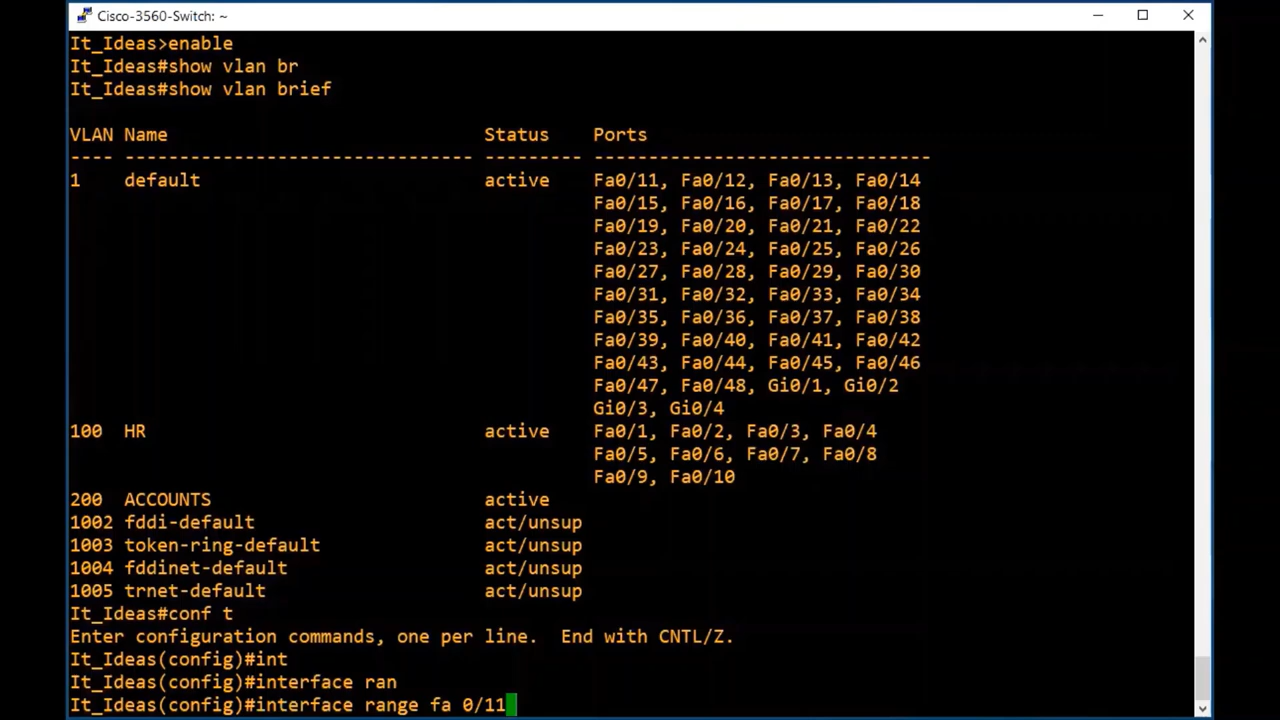 Cisco-3560-Switch: ~
It_Ideas>enable
It_Ideas#show vlan br
It_Ideas#show vlan brief
VLAN Name                             Status    Ports
---- -------------------------------- --------- -------------------------------
1    default                          active    Fa0/11, Fa0/12, Fa0/13, Fa0/14
                                                Fa0/15, Fa0/16, Fa0/17, Fa0/18
                                                Fa0/19, Fa0/20, Fa0/21, Fa0/22
                                                Fa0/23, Fa0/24, Fa0/25, Fa0/26
                                                Fa0/27, Fa0/28, Fa0/29, Fa0/30
                                                Fa0/31, Fa0/32, Fa0/33, Fa0/34
                                                Fa0/35, Fa0/36, Fa0/37, Fa0/38
                                                Fa0/39, Fa0/40, Fa0/41, Fa0/42
                                                Fa0/43, Fa0/44, Fa0/45, Fa0/46
                                                Fa0/47, Fa0/48, Gi0/1, Gi0/2
                                                Gi0/3, Gi0/4
100  HR                               active    Fa0/1, Fa0/2, Fa0/3, Fa0/4
                                                Fa0/5, Fa0/6, Fa0/7, Fa0/8
                                                Fa0/9, Fa0/10
200  ACCOUNTS                         active
1002 fddi-default                     act/unsup
1003 token-ring-default               act/unsup
1004 fddinet-default                  act/unsup
1005 trnet-default                    act/unsup
It_Ideas#conf t
Enter configuration commands, one per line.  End with CNTL/Z.
It_Ideas(config)#int
It_Ideas(config)#interface ran
It_Ideas(config)#interface range fa 0/11